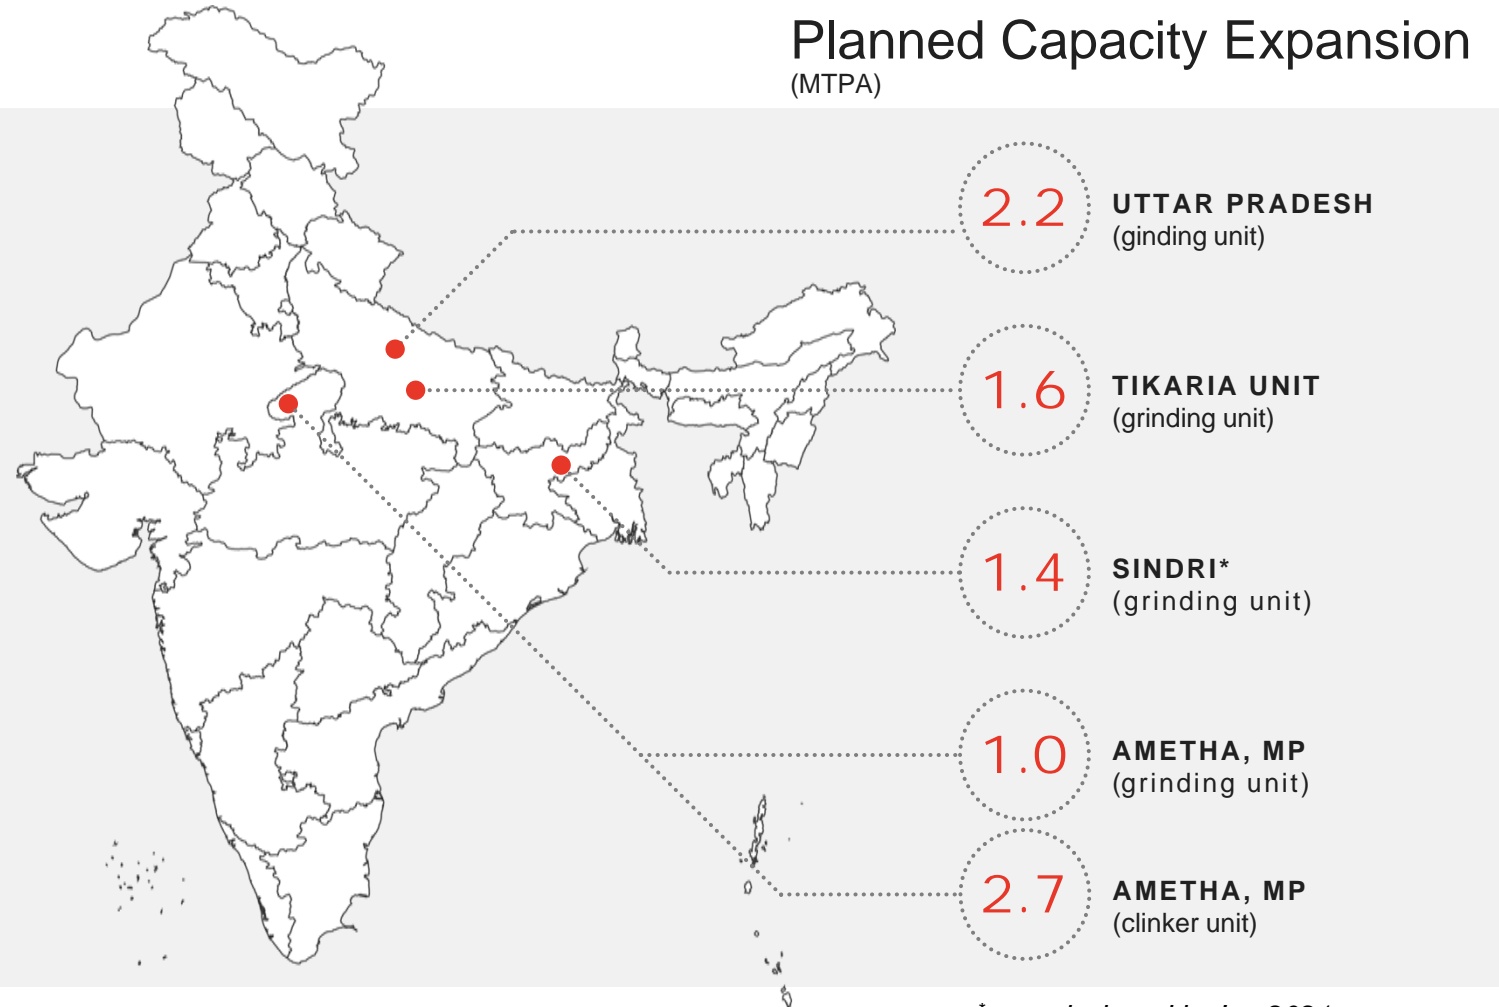 Planned Capacity Expansion
(MTPA)
2.2
UTTAR PRADESH
(ginding unit)
1.6
TIKARIA UNIT
(grinding unit)
1.4
SINDRI*
(grinding unit)
1.0
AMETHA, MP
(grinding unit)
2.7
AMETHA, MP
(clinker unit)